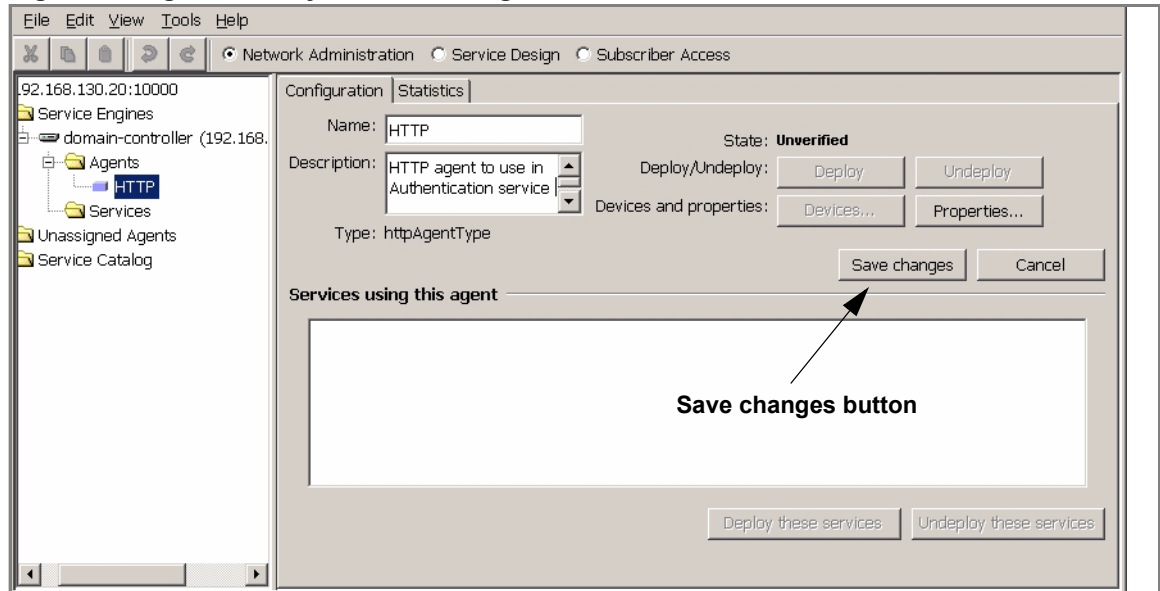 File Edit View Tools Help
Network Administration Service Design Subscriber Access
.92.168.130.20:10000
Service Engines
domain-controller (192.168.
Agents
HTTP
Services
Unassigned Agents
Service Catalog
Configuration Statistics
Name: HTTP
Description: HTTP agent to use in
Authentication service
Type: httpAgentType
State: Unverified
Deploy/Undeploy: Deploy Undeploy
Devices and properties: Devices... Properties...
Save changes Cancel
Services using this agent
Save changes button
Deploy these services Undeploy these services